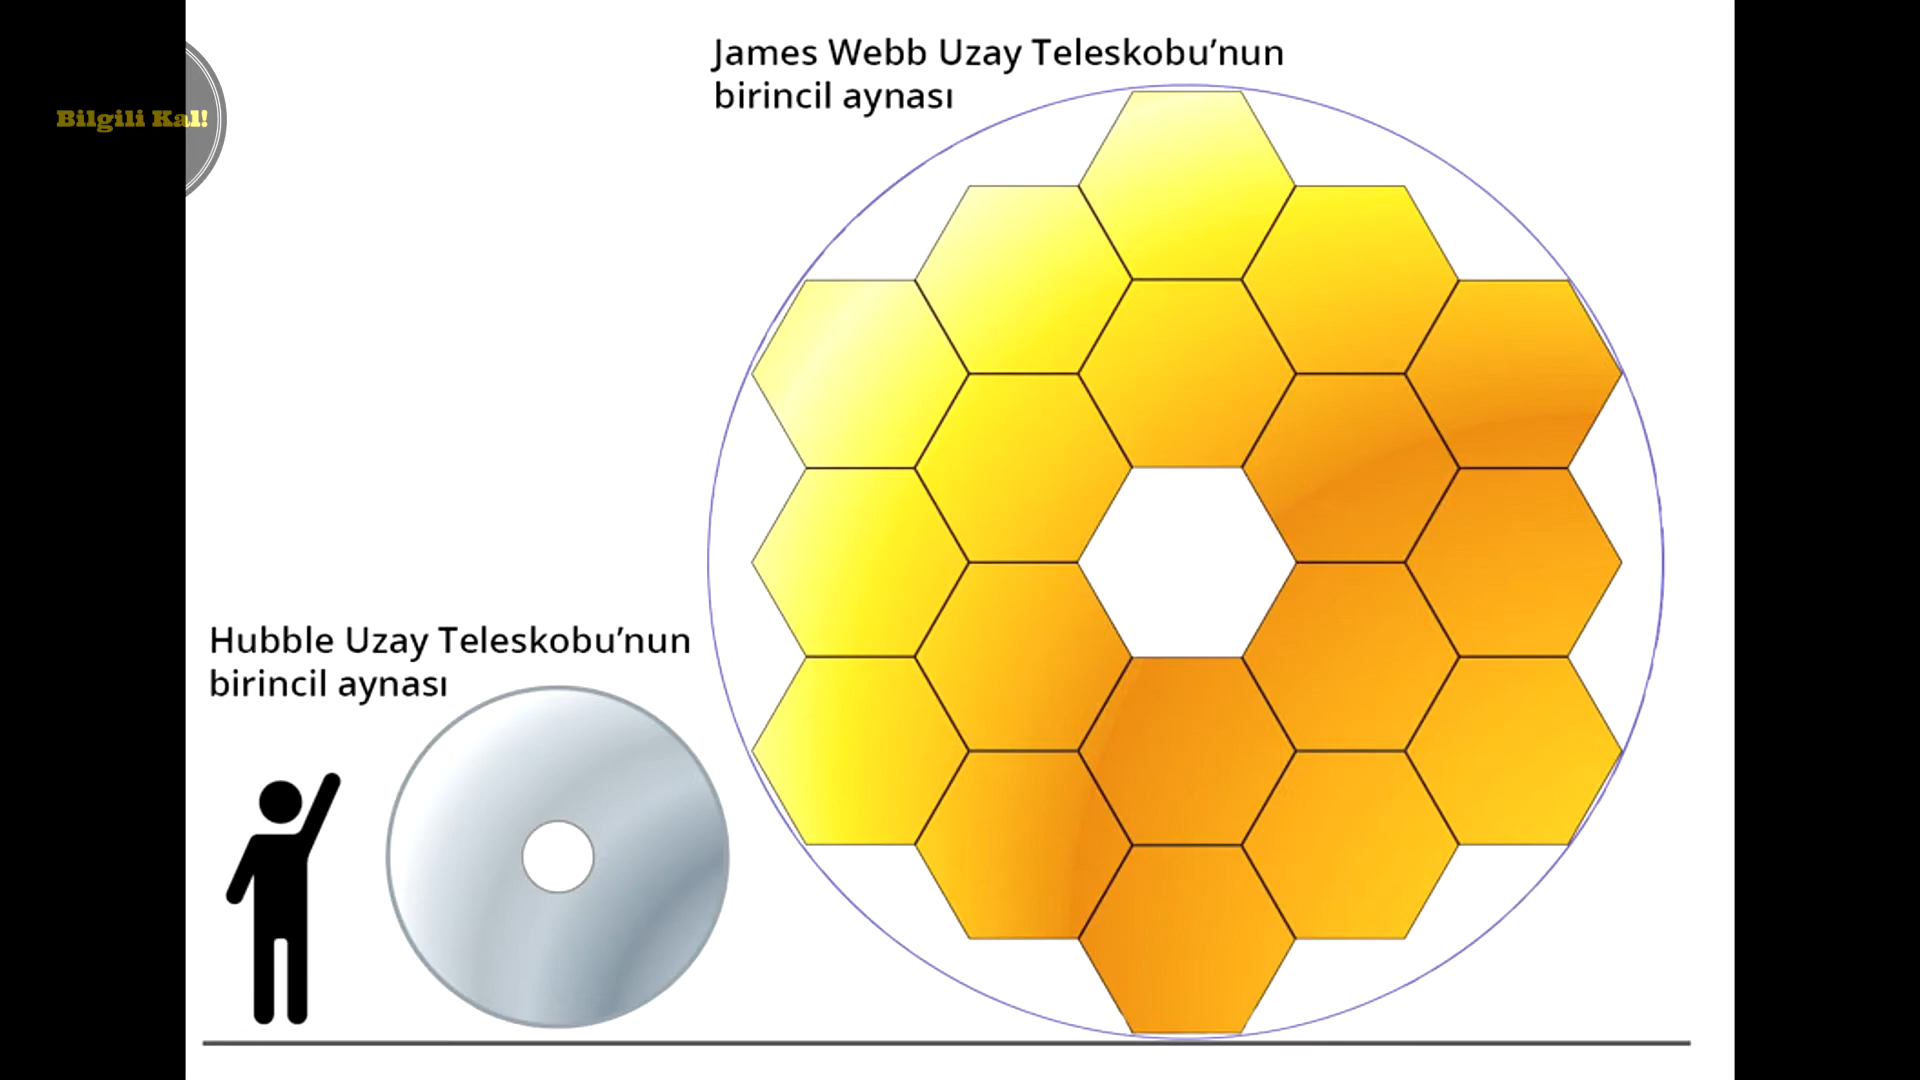 Bilgili Kal!
James Webb Uzay Teleskobu’nun
birincil aynası
Hubble Uzay Teleskobu’nun
birincil aynası